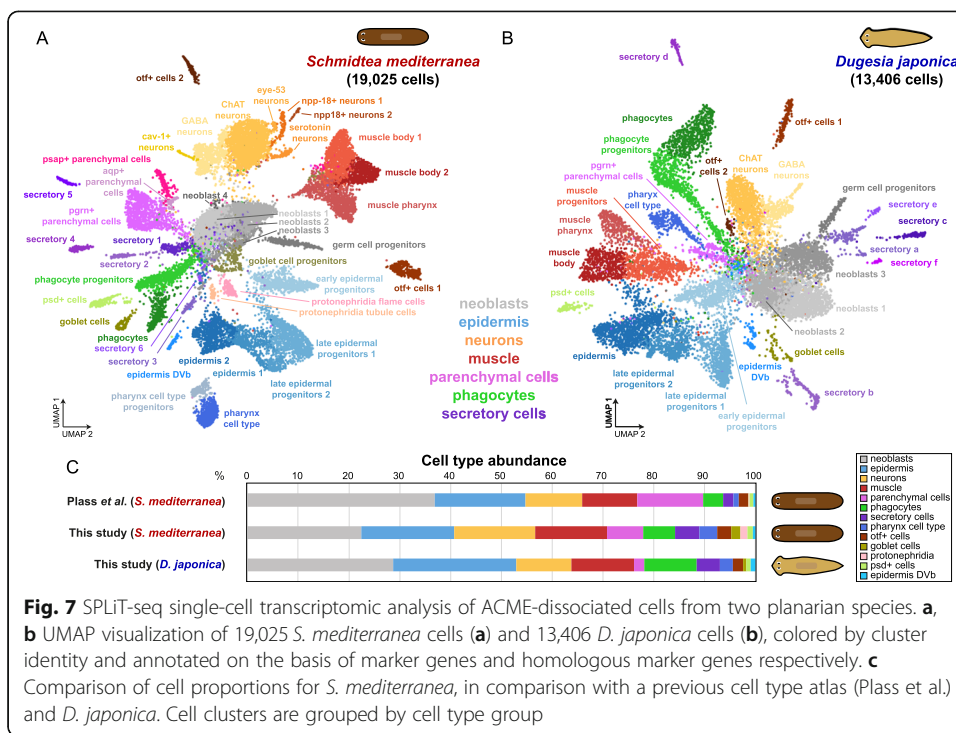 A
Schmidtea mediterranea
(19,025 cells)
otf+ cells 2
eye-53
neurons
npp-18+ neurons 1
npp18+ neurons 2
ChAT
neurons
GABA
neurons
serotonin
neurons
cav-1+
neurons
muscle body 1
muscle body 2
muscle pharynx
psap+ parenchymal cells
aqp+
parenchymal
cells
neoblast 4
secretory 5
pgrn+ parenchymal
cells
neoblasts 1
neoblasts 2
neoblasts 3
secretory 4
secretory 1
secretory 2
germ cell progenitors
goblet cell progenitors
phagocyte progenitors
early epidermal
progenitors
otf+ cells 1
psd+ cells
protonephridia flame cells
protonephridia tubule cells
goblet cells
phagocytes
secretory 6
secretory 3
epidermis DVb
epidermis 2
epidermis 1
late epidermal
progenitors 1
late epidermal
progenitors 2
pharynx cell type
progenitors
pharynx
cell type
UMAP 1
UMAP 2
neoblasts
epidermis
neurons
muscle
parenchymal cells
phagocytes
secretory cells
B
Dugesia japonica
(13,406 cells)
secretory d
phagocytes
otf+ cells 1
phagocyte
progenitors
otf+
cells 2
ChAT
neurons
GABA
neurons
pgrn+
parenchymal cells
muscle
progenitors
pharyx
cell type
germ cell progenitors
secretory e
secretory c
muscle
pharynx
secretory a
secretory f
muscle
body
neoblasts 3
psd+ cells
neoblasts 1
neoblasts 2
epidermis
goblet cells
epidermis
DVb
late epidermal
progenitors 2
late epidermal
progenitors 1
early epidermal
progenitors
secretory b
UMAP 1
UMAP 2
C
Cell type abundance
% 0 10 20 30 40 50 60 70 80 90 100
Plass et al. (S. mediterranea)
This study (S. mediterranea)
This study (D. japonica)
neoblasts
epidermis
neurons
muscle
parenchymal cells
phagocytes
secretory cells
pharynx cell type
otf+ cells
goblet cells
protonephridia
psd+ cells
epidermis DVb
Fig. 7 SPLiT-seq single-cell transcriptomic analysis of ACME-dissociated cells from two planarian species. a,
b UMAP visualization of 19,025 S. mediterranea cells (a) and 13,406 D. japonica cells (b), colored by cluster
identity and annotated on the basis of marker genes and homologous marker genes respectively. c
Comparison of cell proportions for S. mediterranea, in comparison with a previous cell type atlas (Plass et al.)
and D. japonica. Cell clusters are grouped by cell type group